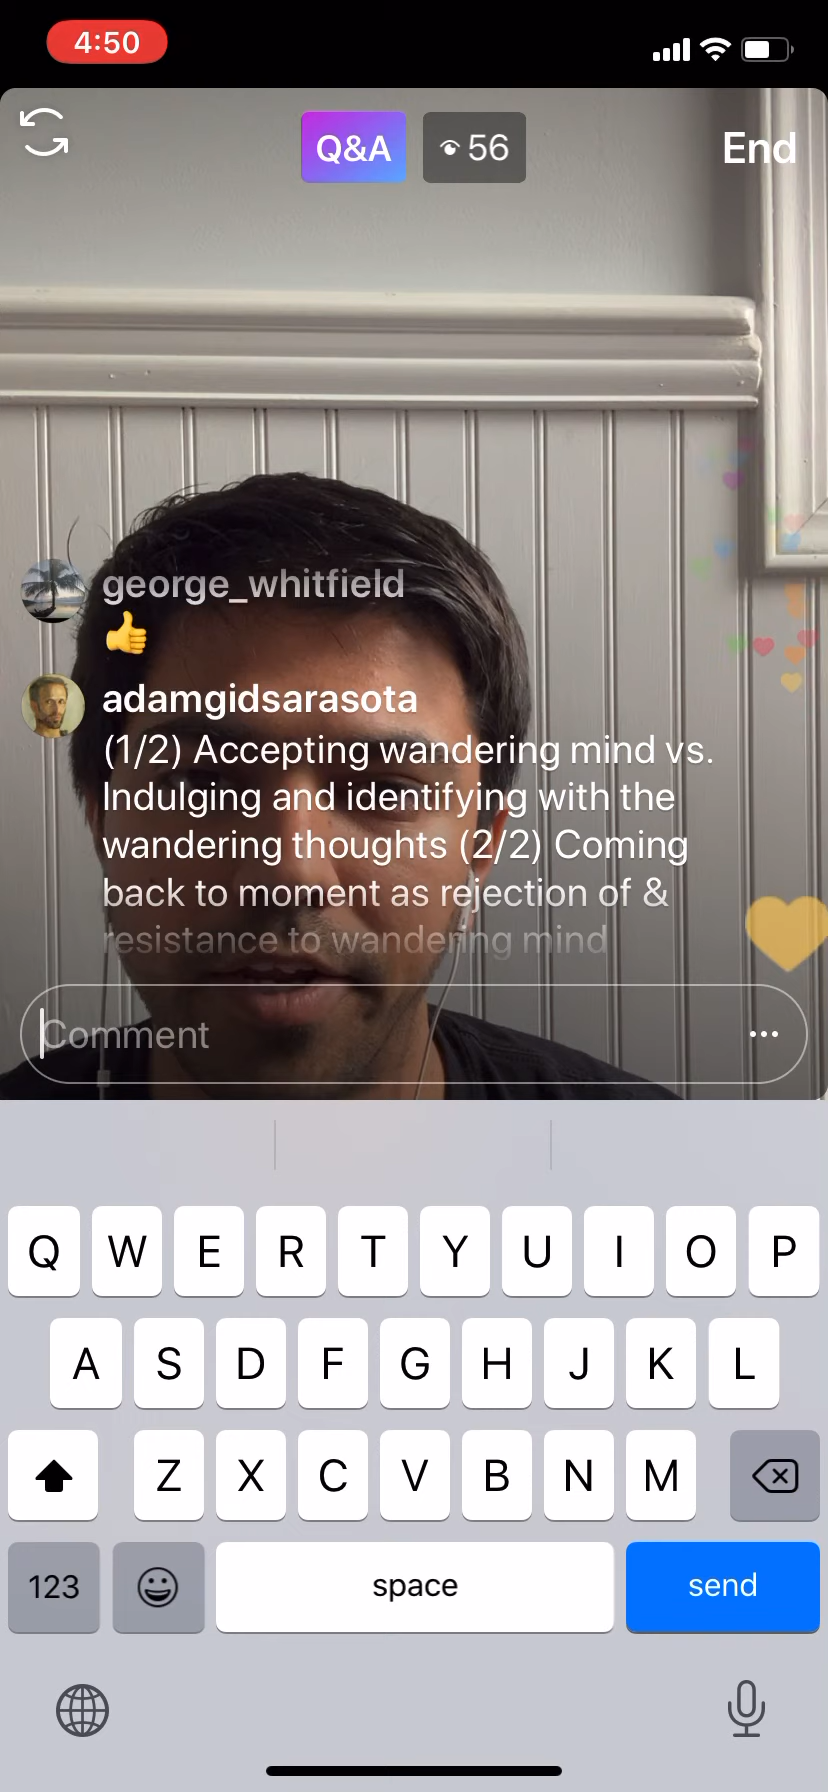 4:50
Q&A
56
End
george_whitfield
👍
adamgidsarasota
(1/2) Accepting wandering mind vs.
Indulging and identifying with the
wandering thoughts (2/2) Coming
back to moment as rejection of &
resistance to wandering mind
Comment
Q W E R T Y U I O P
A S D F G H J K L
Z X C V B N M
123
space
send